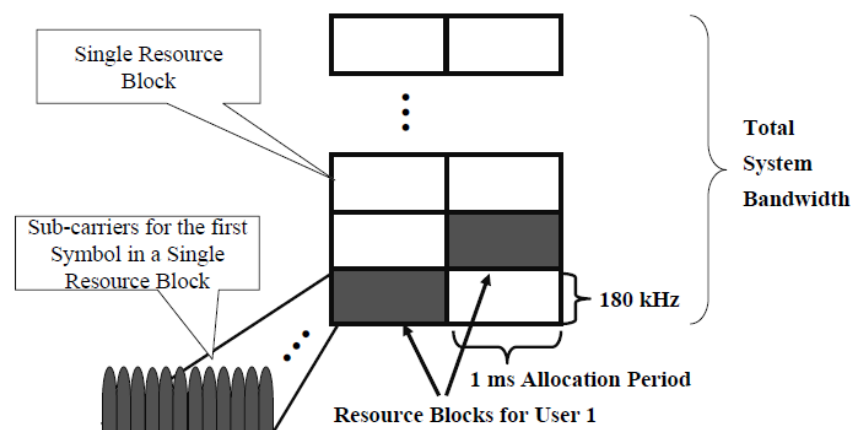 Single Resource
Block
Total
System
Bandwidth
Sub-carriers for the first
Symbol in a Single
Resource Block
180 kHz
1 ms Allocation Period
Resource Blocks for User 1